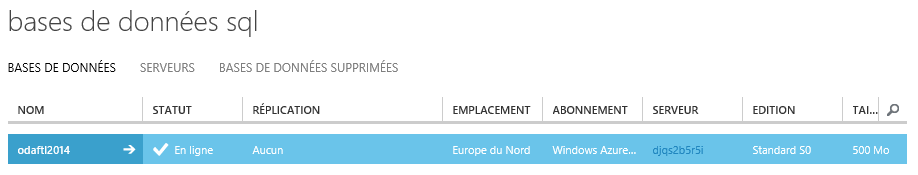 bases de données sql
BASES DE DONNÉES SERVEURS BASES DE DONNÉES SUPPRIMÉES
NOM STATUT RÉPLICATION EMPLACEMENT ABONNEMENT SERVEUR EDITION TAI...
odaftl2014 En ligne Aucun Europe du Nord Windows Azure... djqs2b5r5i Standard S0 500 Mo